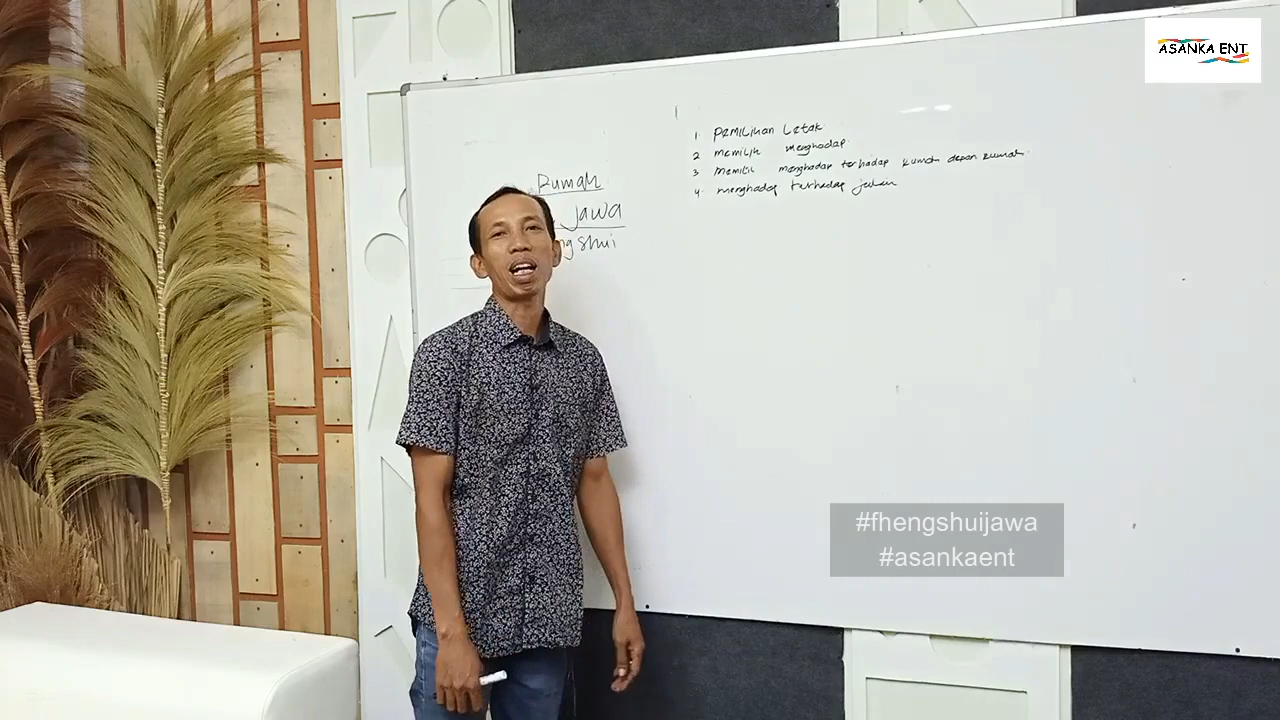 ASANKA ENT
Rumah
Jawa
ng shui
1. Pemilihan Letak
2 memilih menghadap
3 Memilih menghadap terhadap rumah depan rumah
4. menghadap terhadap jalan
#fhengshuijawa
#asankaent